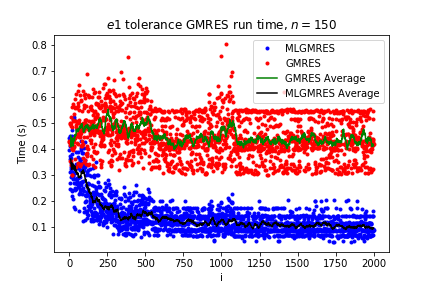 e1 tolerance GMRES run time, n = 150
MLGMRES
GMRES
GMRES Average
MLGMRES Average
Time (s)
0.8
0.7
0.6
0.5
0.4
0.3
0.2
0.1
0 250 500 750 1000 1250 1500 1750 2000
i